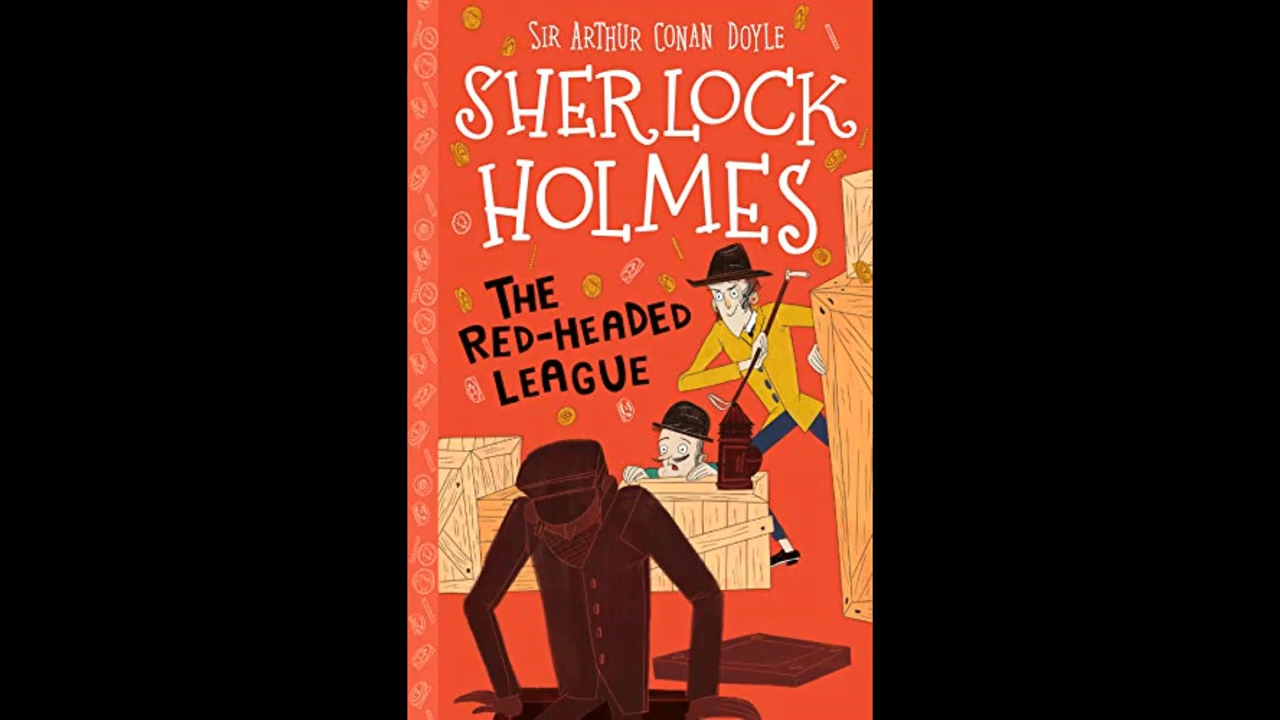 SIR ARTHUR CONAN DOYLE
SHERLOCK
HOLMES
THE
RED-HEADED
LEAGUE